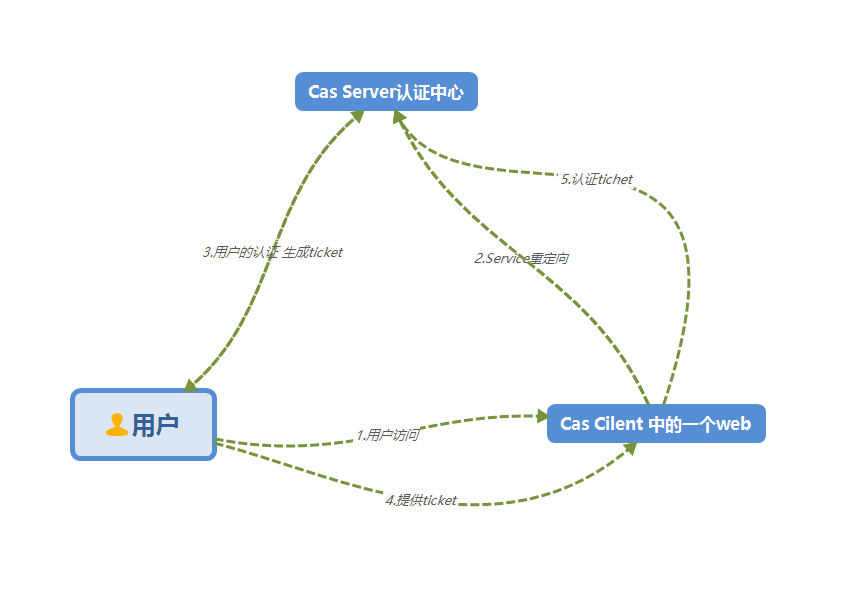 Cas Server认证中心
5.认证tichet
3.用户的认证 生成ticket
2.Service重定向
用户
Cas Cilent 中的一个web
1.用户访问
4.提供ticket